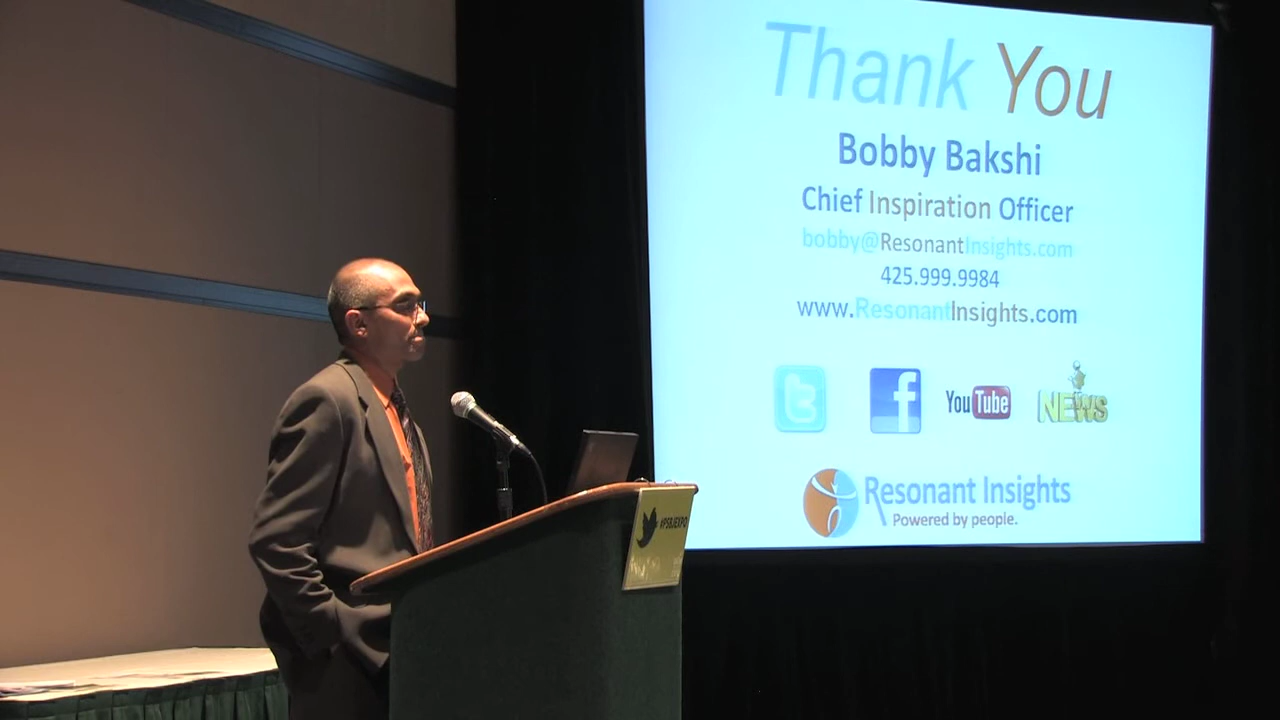 Thank You
Bobby Bakshi
Chief Inspiration Officer
bobby@ResonantInsights.com
425.999.9984
www.ResonantInsights.com
t
f
YouTube
NEWS
Resonant Insights
Powered by people.
#PSBJEXPO